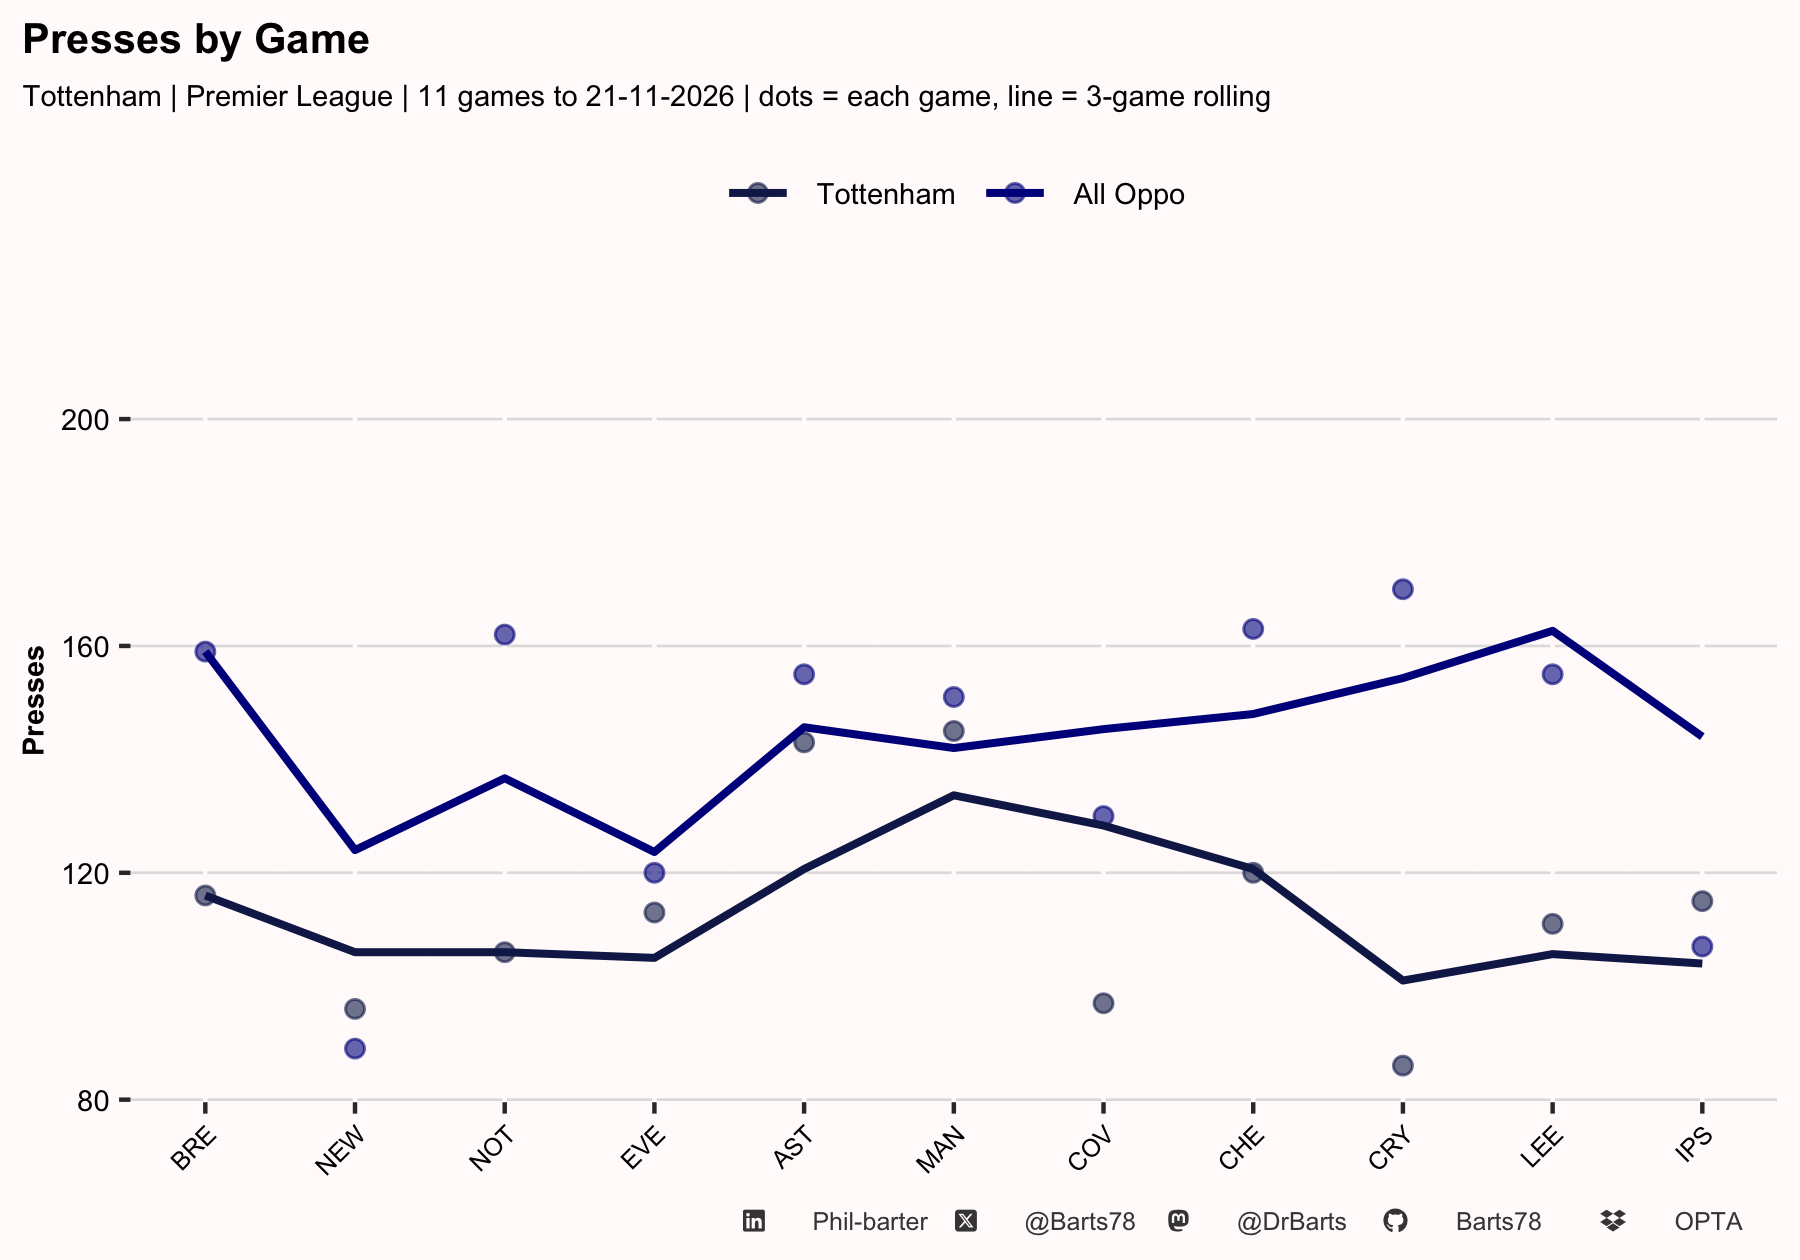 Presses by Game
Tottenham | Premier League | 11 games to 21-11-2026 | dots = each game, line = 3-game rolling
Tottenham All Oppo
200
160
120
80
Presses
BRE NEW NOT EVE AST MAN COV CHE CRY LEE IPS
Phil-barter @Barts78 @DrBarts Barts78 OPTA